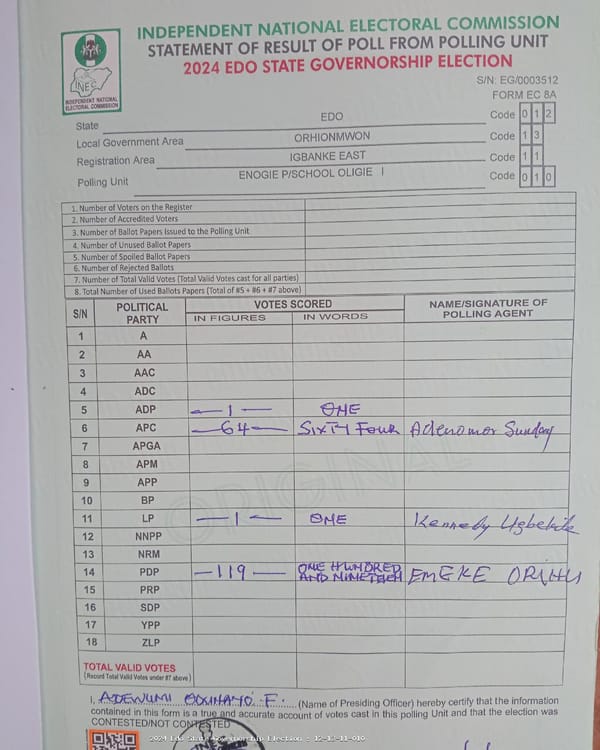 INDEPENDENT NATIONAL ELECTORAL COMMISSION
STATEMENT OF RESULT OF POLL FROM POLLING UNIT
2024 EDO STATE GOVERNORSHIP ELECTION
INEC
INDEPENDENT NATIONAL
ELECTORAL COMMISSION
S/N: EG/0003512
FORM EC 8A
State EDO Code 0 1 2
Local Government Area ORHIONMWON Code 1 3
Registration Area IGBANKE EAST Code 1 1
Polling Unit ENOGIE P/SCHOOL OLIGIE I Code 0 1 0
1. Number of Voters on the Register
2. Number of Accredited Voters
3. Number of Ballot Papers Issued to the Polling Unit
4. Number of Unused Ballot Papers
5. Number of Spoiled Ballot Papers
6. Number of Rejected Ballots
7. Number of Total Valid Votes (Total Valid Votes cast for all parties)
8. Total Number of Used Ballots Papers (Total of #5 + #6 + #7 above)
S/N POLITICAL PARTY VOTES SCORED NAME/SIGNATURE OF POLLING AGENT
IN FIGURES IN WORDS
1 A
2 AA
3 AAC
4 ADC
5 ADP —1— ONE
6 APC —64— SIXTY FOUR Adenomor Sunday
7 APGA
8 APM
9 APP
10 BP
11 LP —1— ONE Kennedy
12 NNPP
13 NRM
14 PDP —119— ONE HUNDRED AND NINETEEN EMEKE
15 PRP
16 SDP
17 YPP
18 ZLP
ORIGINAL
TOTAL VALID VOTES
(Record Total Valid Votes under #7 above)
I, ADEWUMI F. (Name of Presiding Officer) hereby certify that the information
contained in this form is a true and accurate account of votes cast in this polling Unit and that the election was
CONTESTED/NOT CONTESTED
2024 Edo State Governorship Election - 12-13-11-010